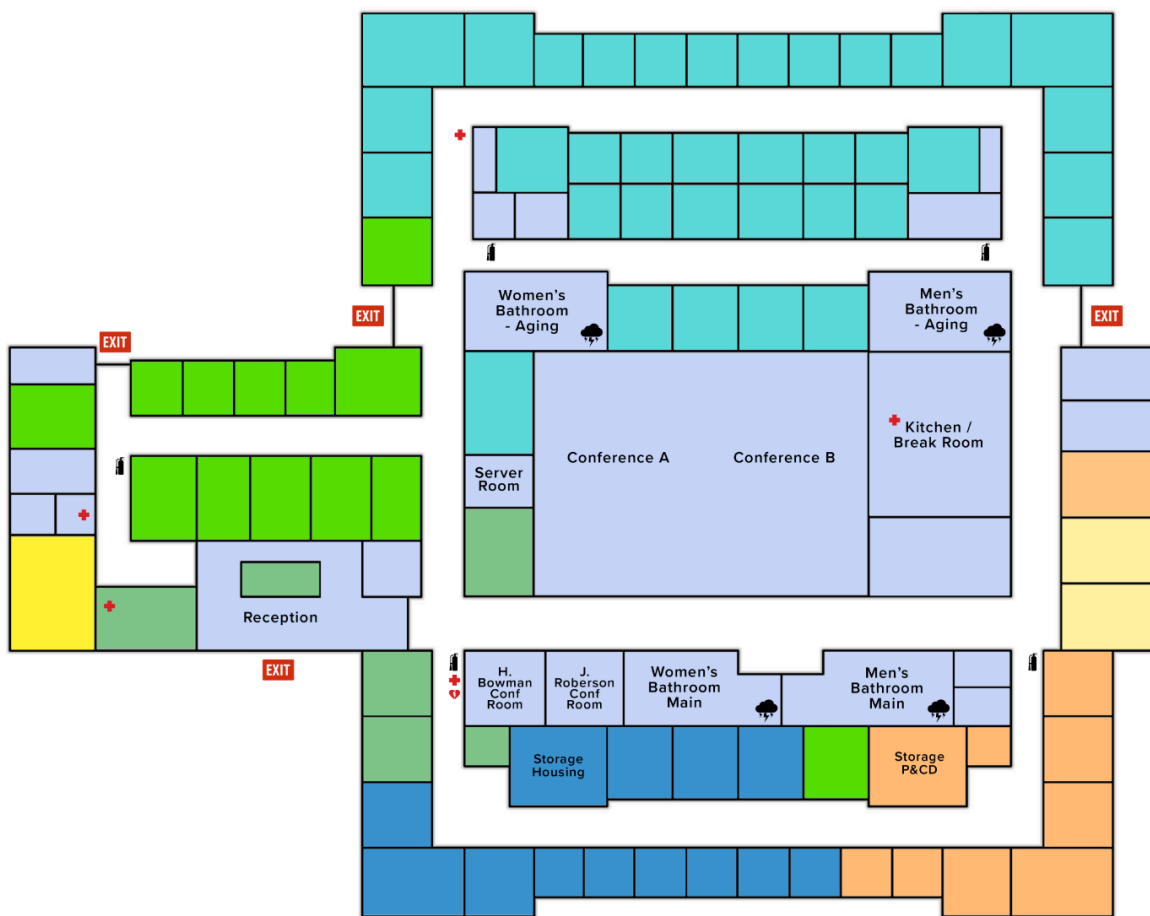 Women's
Bathroom
- Aging
Men's
Bathroom
- Aging
EXIT
EXIT
EXIT
Kitchen /
Break Room
Conference A
Conference B
Server
Room
Reception
EXIT
H.
Bowman
Conf
Room
J.
Roberson
Conf
Room
Women's
Bathroom
Main
Men's
Bathroom
Main
Storage
Housing
Storage
P&CD